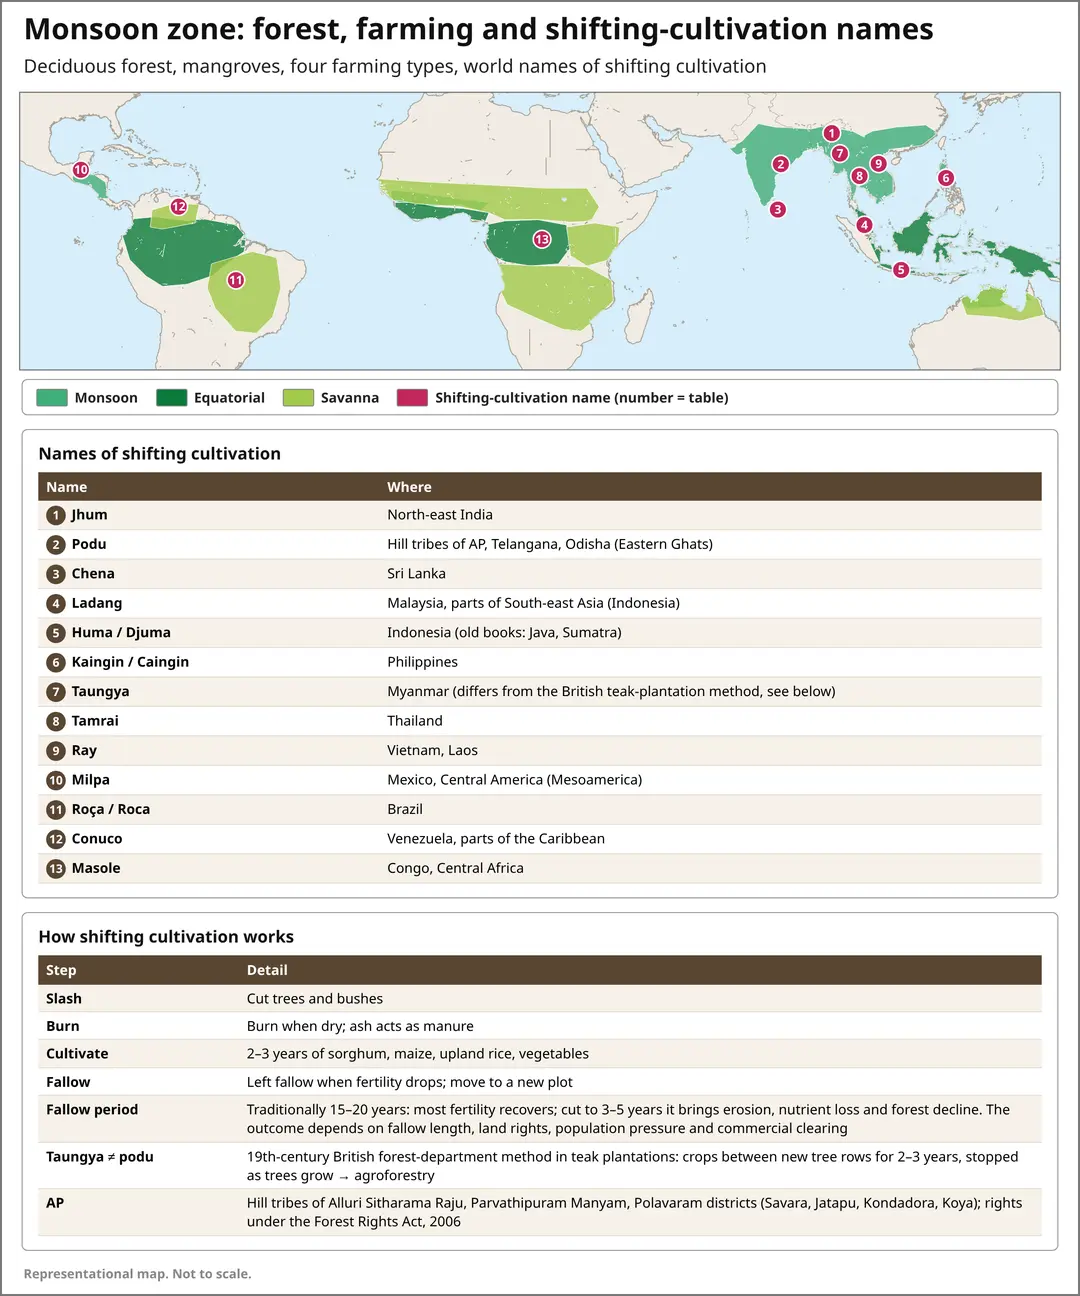 Monsoon zone: forest, farming and shifting-cultivation names
Deciduous forest, mangroves, four farming types, world names of shifting cultivation
1
10
7
2
9
8
6
12
3
4
13
5
11
Monsoon
Equatorial
Savanna
Shifting-cultivation name (number = table)
Names of shifting cultivation
Name Where
1 Jhum North-east India
2 Podu Hill tribes of AP, Telangana, Odisha (Eastern Ghats)
3 Chena Sri Lanka
4 Ladang Malaysia, parts of South-east Asia (Indonesia)
5 Huma / Djuma Indonesia (old books: Java, Sumatra)
6 Kaingin / Caingin Philippines
7 Taungya Myanmar (differs from the British teak-plantation method, see below)
8 Tamrai Thailand
9 Ray Vietnam, Laos
10 Milpa Mexico, Central America (Mesoamerica)
11 Roça / Roca Brazil
12 Conuco Venezuela, parts of the Caribbean
13 Masole Congo, Central Africa
How shifting cultivation works
Step Detail
Slash Cut trees and bushes
Burn Burn when dry; ash acts as manure
Cultivate 2–3 years of sorghum, maize, upland rice, vegetables
Fallow Left fallow when fertility drops; move to a new plot
Fallow period Traditionally 15–20 years: most fertility recovers; cut to 3–5 years it brings erosion, nutrient loss and forest decline. The
outcome depends on fallow length, land rights, population pressure and commercial clearing
Taungya ≠ podu 19th-century British forest-department method in teak plantations: crops between new tree rows for 2–3 years, stopped
as trees grow → agroforestry
AP Hill tribes of Alluri Sitharama Raju, Parvathipuram Manyam, Polavaram districts (Savara, Jatapu, Kondadora, Koya); rights
under the Forest Rights Act, 2006
Representational map. Not to scale.